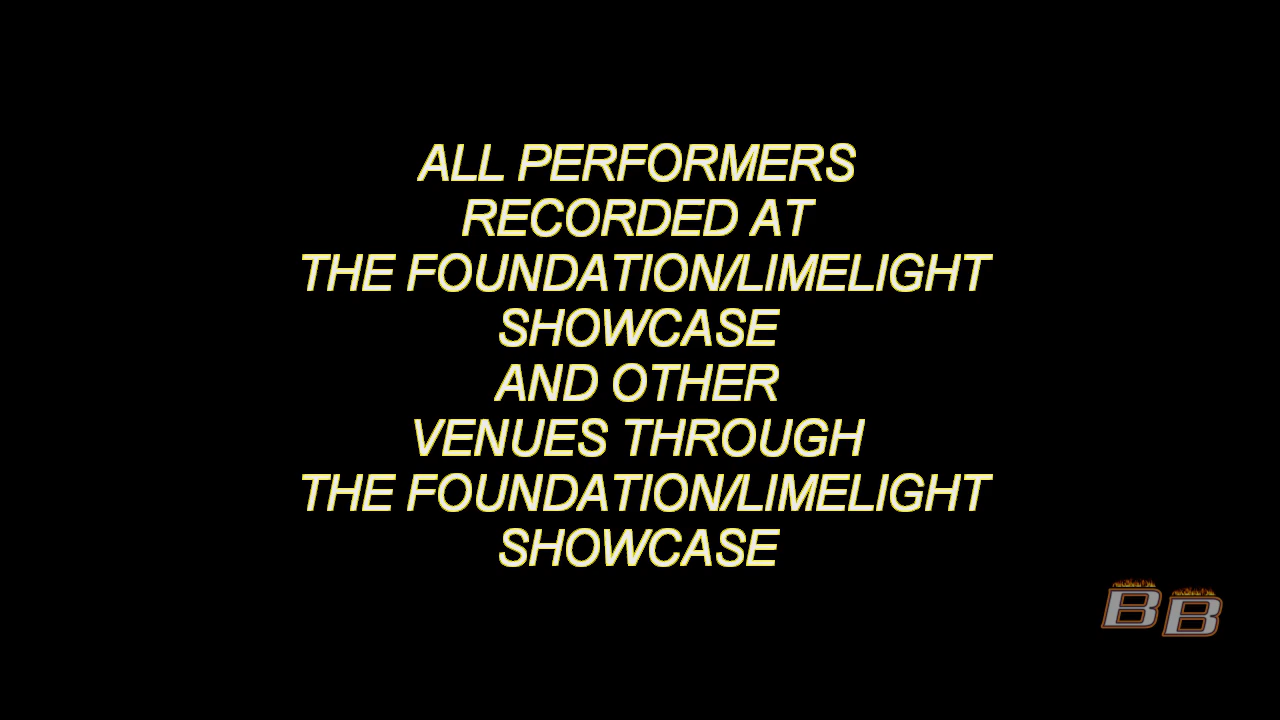 ALL PERFORMERS
RECORDED AT
THE FOUNDATION/LIMELIGHT
SHOWCASE
AND OTHER
VENUES THROUGH
THE FOUNDATION/LIMELIGHT
SHOWCASE
BB